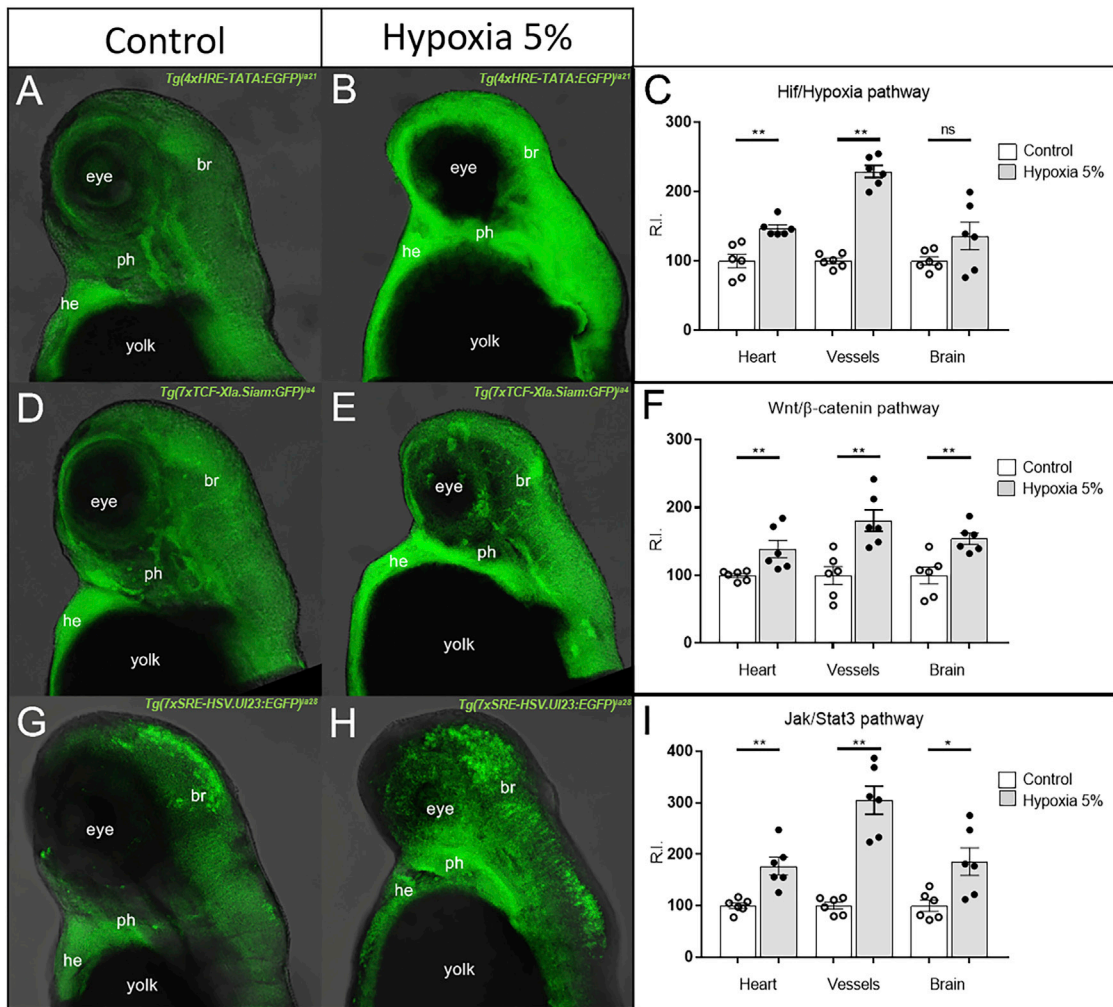 Control
Hypoxia 5%
A
Tg(4xHRE-TATA:EGFP)ia21
eye
br
ph
he
yolk
B
Tg(4xHRE-TATA:EGFP)ia21
eye
br
ph
he
yolk
C
Hif/Hypoxia pathway
** ** ns
Control
Hypoxia 5%
R.I.
300
200
100
0
Heart Vessels Brain
D
Tg(7xTCF-Xla.Siam:GFP)ia4
eye
br
ph
he
yolk
E
Tg(7xTCF-Xla.Siam:GFP)ia4
eye
br
ph
he
yolk
F
Wnt/β-catenin pathway
** ** **
Control
Hypoxia 5%
R.I.
300
200
100
0
Heart Vessels Brain
G
Tg(7xSRE-HSV.Ul23:EGFP)ia28
eye
br
ph
he
yolk
H
Tg(7xSRE-HSV.Ul23:EGFP)ia28
eye
br
ph
he
yolk
I
Jak/Stat3 pathway
** ** *
Control
Hypoxia 5%
R.I.
400
300
200
100
0
Heart Vessels Brain